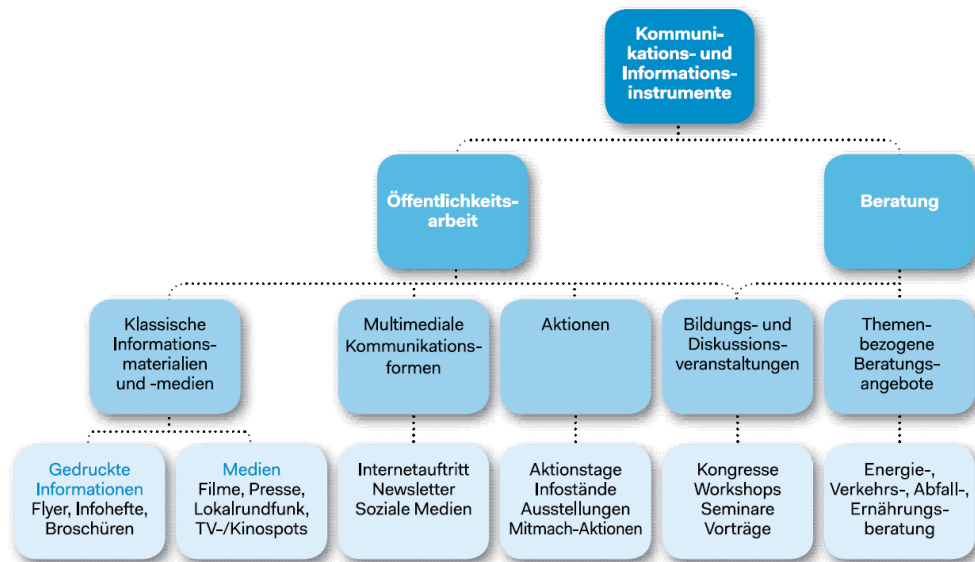 Kommuni-
kations- und
Informations-
instrumente
Öffentlichkeits-
arbeit
Beratung
Klassische
Informations-
materialien
und -medien
Multimediale
Kommunikations-
formen
Aktionen
Bildungs- und
Diskussions-
veranstaltungen
Themen-
bezogene
Beratungs-
angebote
Gedruckte
Informationen
Flyer, Infohefte,
Broschüren
Medien
Filme, Presse,
Lokalrundfunk,
TV-/Kinospots
Internetauftritt
Newsletter
Soziale Medien
Aktionstage
Infostände
Ausstellungen
Mitmach-Aktionen
Kongresse
Workshops
Seminare
Vorträge
Energie-,
Verkehrs-, Abfall-,
Ernährungs-
beratung